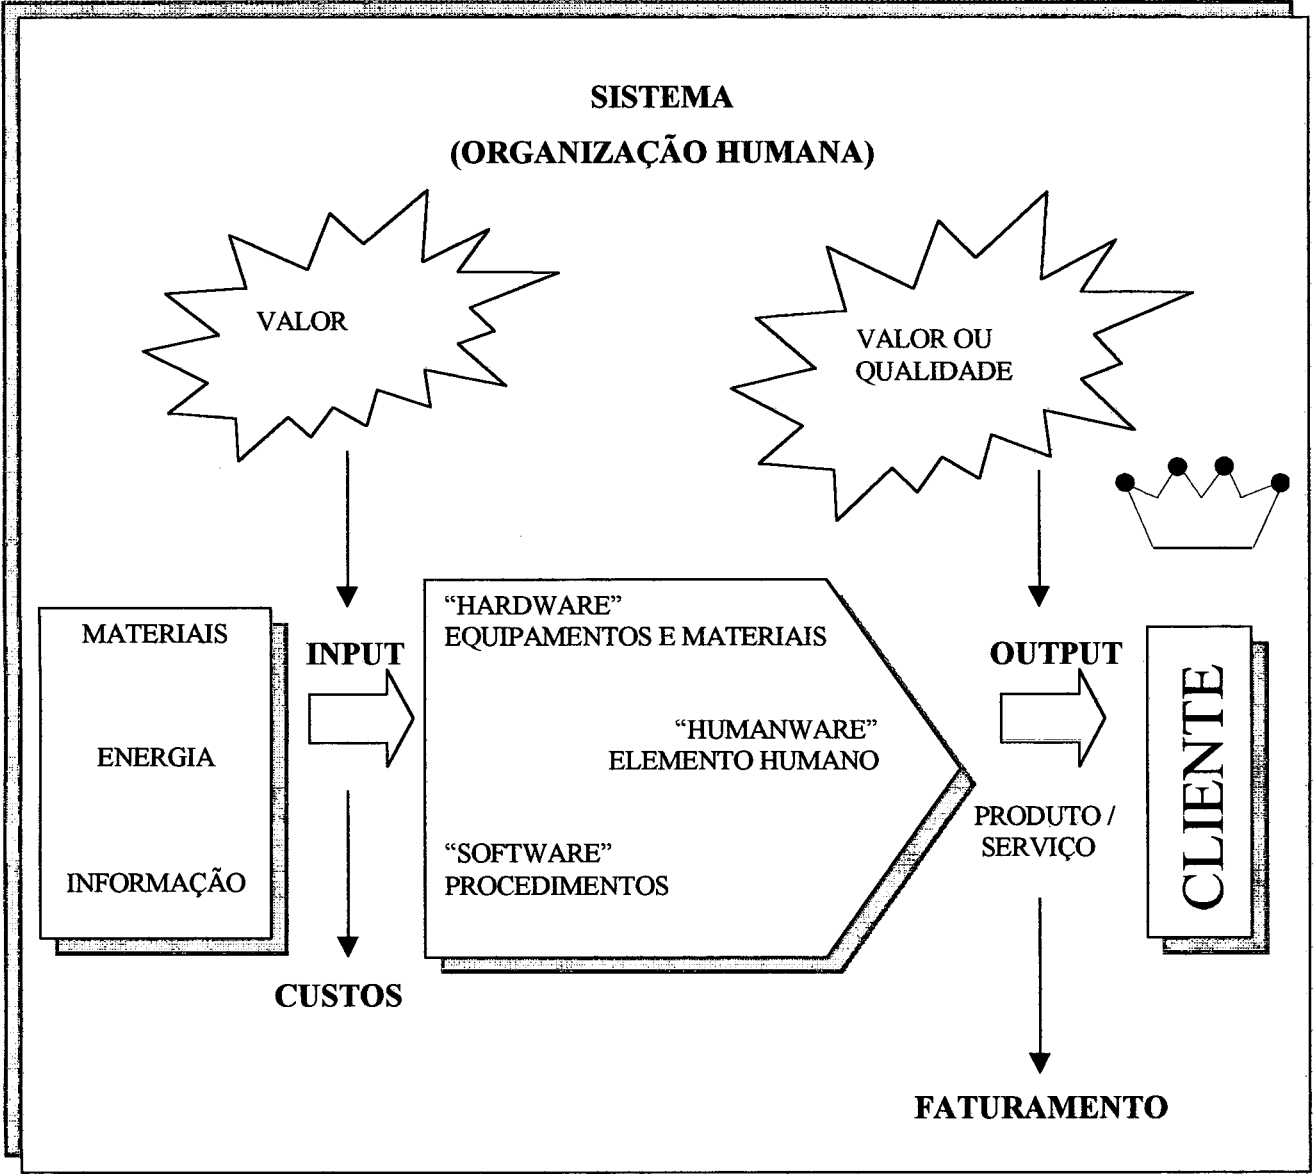 SISTEMA
(ORGANIZAÇÃO HUMANA)
VALOR
VALOR OU
QUALIDADE
MATERIAIS
ENERGIA
INFORMAÇÃO
INPUT
CUSTOS
“HARDWARE”
EQUIPAMENTOS E MATERIAIS
“HUMANWARE”
ELEMENTO HUMANO
“SOFTWARE”
PROCEDIMENTOS
OUTPUT
PRODUTO /
SERVIÇO
FATURAMENTO
CLIENTE